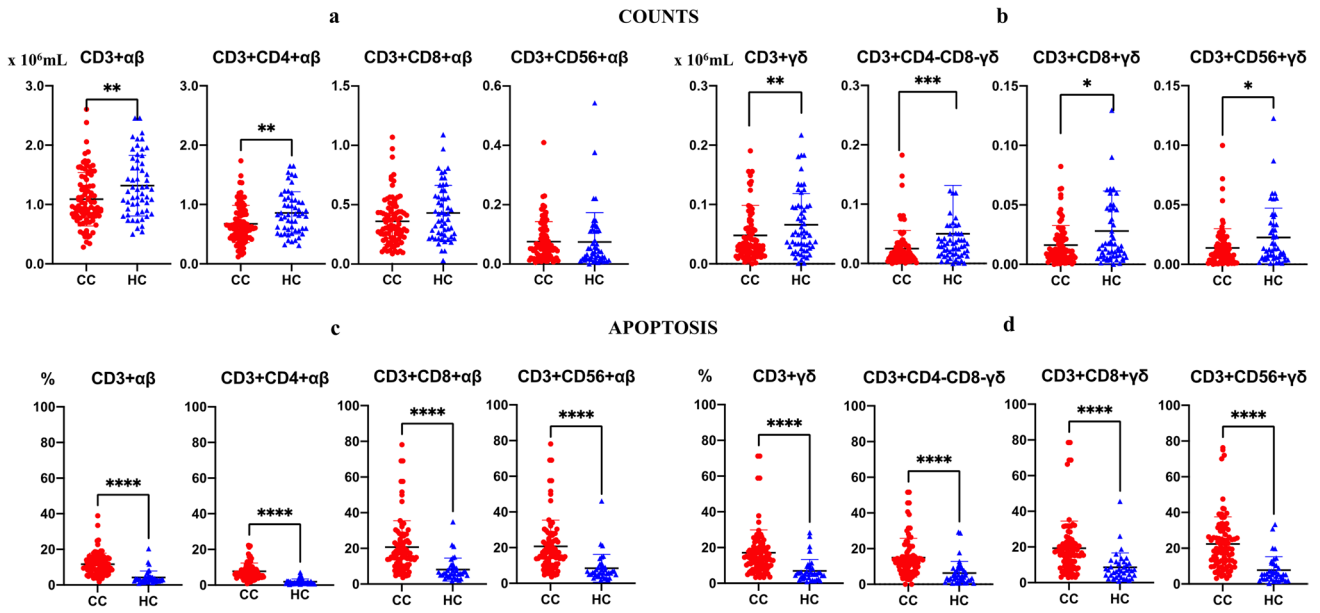 a COUNTS b
x 10⁶mL CD3+αβ CD3+CD4+αβ CD3+CD8+αβ CD3+CD56+αβ x 10⁶mL CD3+γδ CD3+CD4-CD8-γδ CD3+CD8+γδ CD3+CD56+γδ
** ** ** *** * *
3.0 3.0 1.5 0.6 0.3 0.3 0.15 0.15
2.0 2.0 1.0 0.4 0.2 0.2 0.10 0.10
1.0 1.0 0.5 0.2 0.1 0.1 0.05 0.05
0.0 0.0 0.0 0.0 0.0 0.0 0.00 0.00
CC HC CC HC CC HC CC HC CC HC CC HC CC HC CC HC
c APOPTOSIS d
% CD3+αβ CD3+CD4+αβ CD3+CD8+αβ CD3+CD56+αβ % CD3+γδ CD3+CD4-CD8-γδ CD3+CD8+γδ CD3+CD56+γδ
**** **** **** **** **** **** **** ****
100 100 100 100 100 100 100 100
80 80 80 80 80 80 80 80
60 60 60 60 60 60 60 60
40 40 40 40 40 40 40 40
20 20 20 20 20 20 20 20
0 0 0 0 0 0 0 0
CC HC CC HC CC HC CC HC CC HC CC HC CC HC CC HC